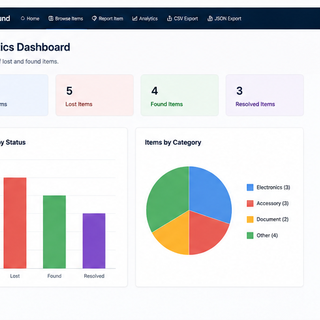 und Home Browse Items Report Item Analytics CSV Export JSON Export
ics Dashboard
f lost and found items.
5
4
3
ms
Lost Items
Found Items
Resolved Items
y Status
Items by Category
Electronics (3)
Accessory (3)
Document (2)
Other (4)
Lost
Found
Resolved